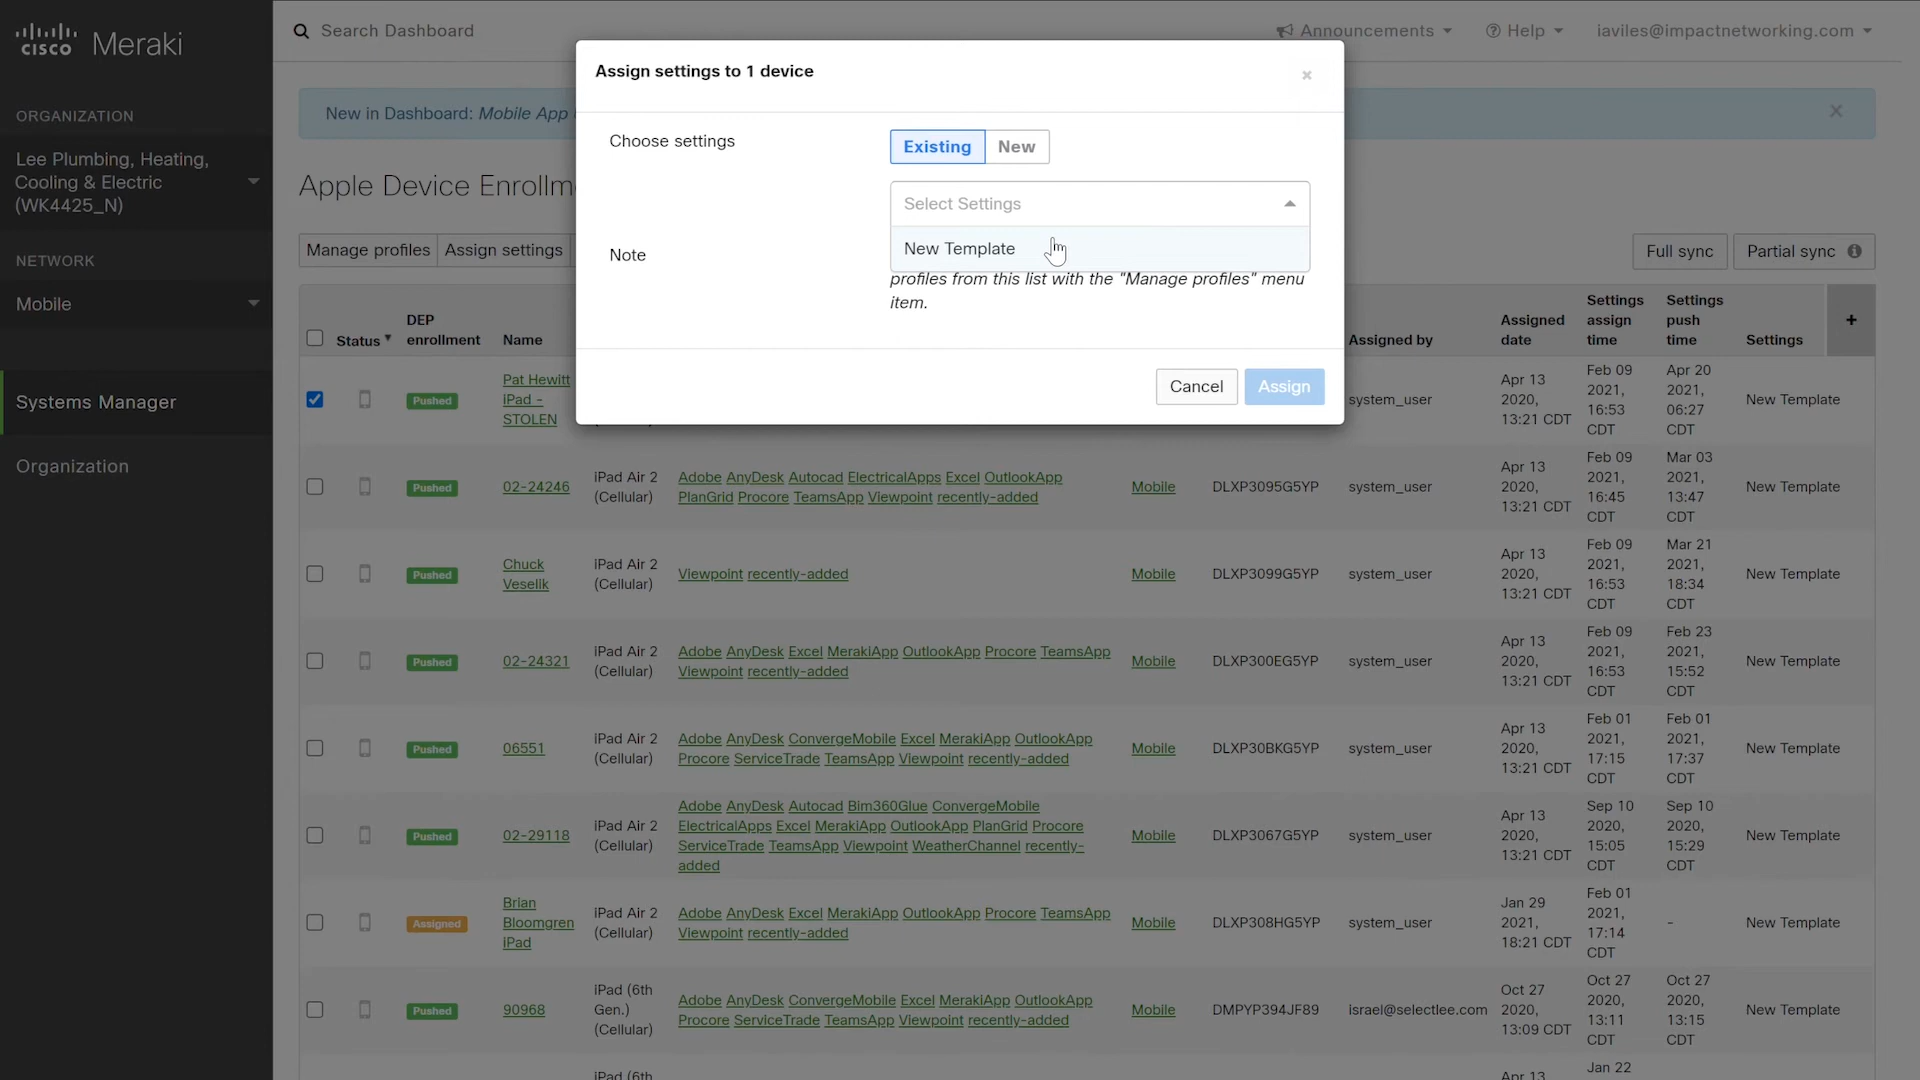 CISCO Meraki
Search Dashboard
Announcements
Help
iaviles@impactnetworking.com
ORGANIZATION
Lee Plumbing, Heating,
Cooling & Electric
(WK4425_N)
NETWORK
Mobile
Systems Manager
Organization
New in Dashboard: Mobile App
Apple Device Enrollm
Manage profiles
Assign settings
Full sync
Partial sync
Assign settings to 1 device
×
Choose settings
Existing
New
Select Settings
New Template
Note
profiles from this list with the "Manage profiles" menu
item.
Cancel
Assign
Status
DEP
enrollment
Name
Assigned by
Assigned
date
Settings
assign
time
Settings
push
time
Settings
+
Pushed
Pat Hewitt
iPad -
STOLEN
system_user
Apr 13
2020,
13:21 CDT
Feb 09
2021,
16:53
CDT
Apr 20
2021,
06:27
CDT
New Template
Pushed
02-24246
iPad Air 2
(Cellular)
Adobe AnyDesk Autocad ElectricalApps Excel OutlookApp
PlanGrid Procore TeamsApp Viewpoint recently-added
Mobile
DLXP3095G5YP
system_user
Apr 13
2020,
13:21 CDT
Feb 09
2021,
16:45
CDT
Mar 03
2021,
13:47
CDT
New Template
Pushed
Chuck
Veselik
iPad Air 2
(Cellular)
Viewpoint recently-added
Mobile
DLXP3099G5YP
system_user
Apr 13
2020,
13:21 CDT
Feb 09
2021,
16:53
CDT
Mar 21
2021,
18:34
CDT
New Template
Pushed
02-24321
iPad Air 2
(Cellular)
Adobe AnyDesk Excel MerakiApp OutlookApp Procore TeamsApp
Viewpoint recently-added
Mobile
DLXP300EG5YP
system_user
Apr 13
2020,
13:21 CDT
Feb 09
2021,
16:53
CDT
Feb 23
2021,
15:52
CDT
New Template
Pushed
06551
iPad Air 2
(Cellular)
Adobe AnyDesk ConvergeMobile Excel MerakiApp OutlookApp
Procore ServiceTrade TeamsApp Viewpoint recently-added
Mobile
DLXP30BKG5YP
system_user
Apr 13
2020,
13:21 CDT
Feb 01
2021,
17:15
CDT
Feb 01
2021,
17:37
CDT
New Template
Pushed
02-29118
iPad Air 2
(Cellular)
Adobe AnyDesk Autocad Bim360Glue ConvergeMobile
ElectricalApps Excel MerakiApp OutlookApp PlanGrid Procore
ServiceTrade TeamsApp Viewpoint WeatherChannel recently-
added
Mobile
DLXP3067G5YP
system_user
Apr 13
2020,
13:21 CDT
Sep 10
2020,
15:05
CDT
Sep 10
2020,
15:29
CDT
New Template
Assigned
Brian
Bloomgren
iPad
iPad Air 2
(Cellular)
Adobe AnyDesk Excel MerakiApp OutlookApp Procore TeamsApp
Viewpoint recently-added
Mobile
DLXP308HG5YP
system_user
Jan 29
2021,
18:21 CDT
Feb 01
2021,
17:14
CDT
-
New Template
Pushed
90968
iPad (6th
Gen.)
(Cellular)
Adobe AnyDesk ConvergeMobile Excel MerakiApp OutlookApp
Procore ServiceTrade TeamsApp Viewpoint recently-added
Mobile
DMPYP394JF89
israel@selectlee.com
Oct 27
2020,
13:09 CDT
Oct 27
2020,
13:11
CDT
Oct 27
2020,
13:15
CDT
New Template
iPad (6th
Apr 13
Jan 22